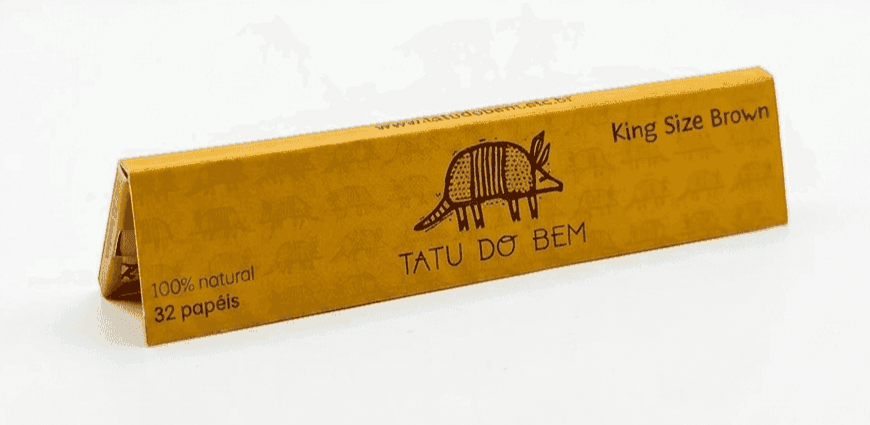 www.tatudobem.etc.br
King Size Brown
TATU DO BEM
100% natural
32 papéis